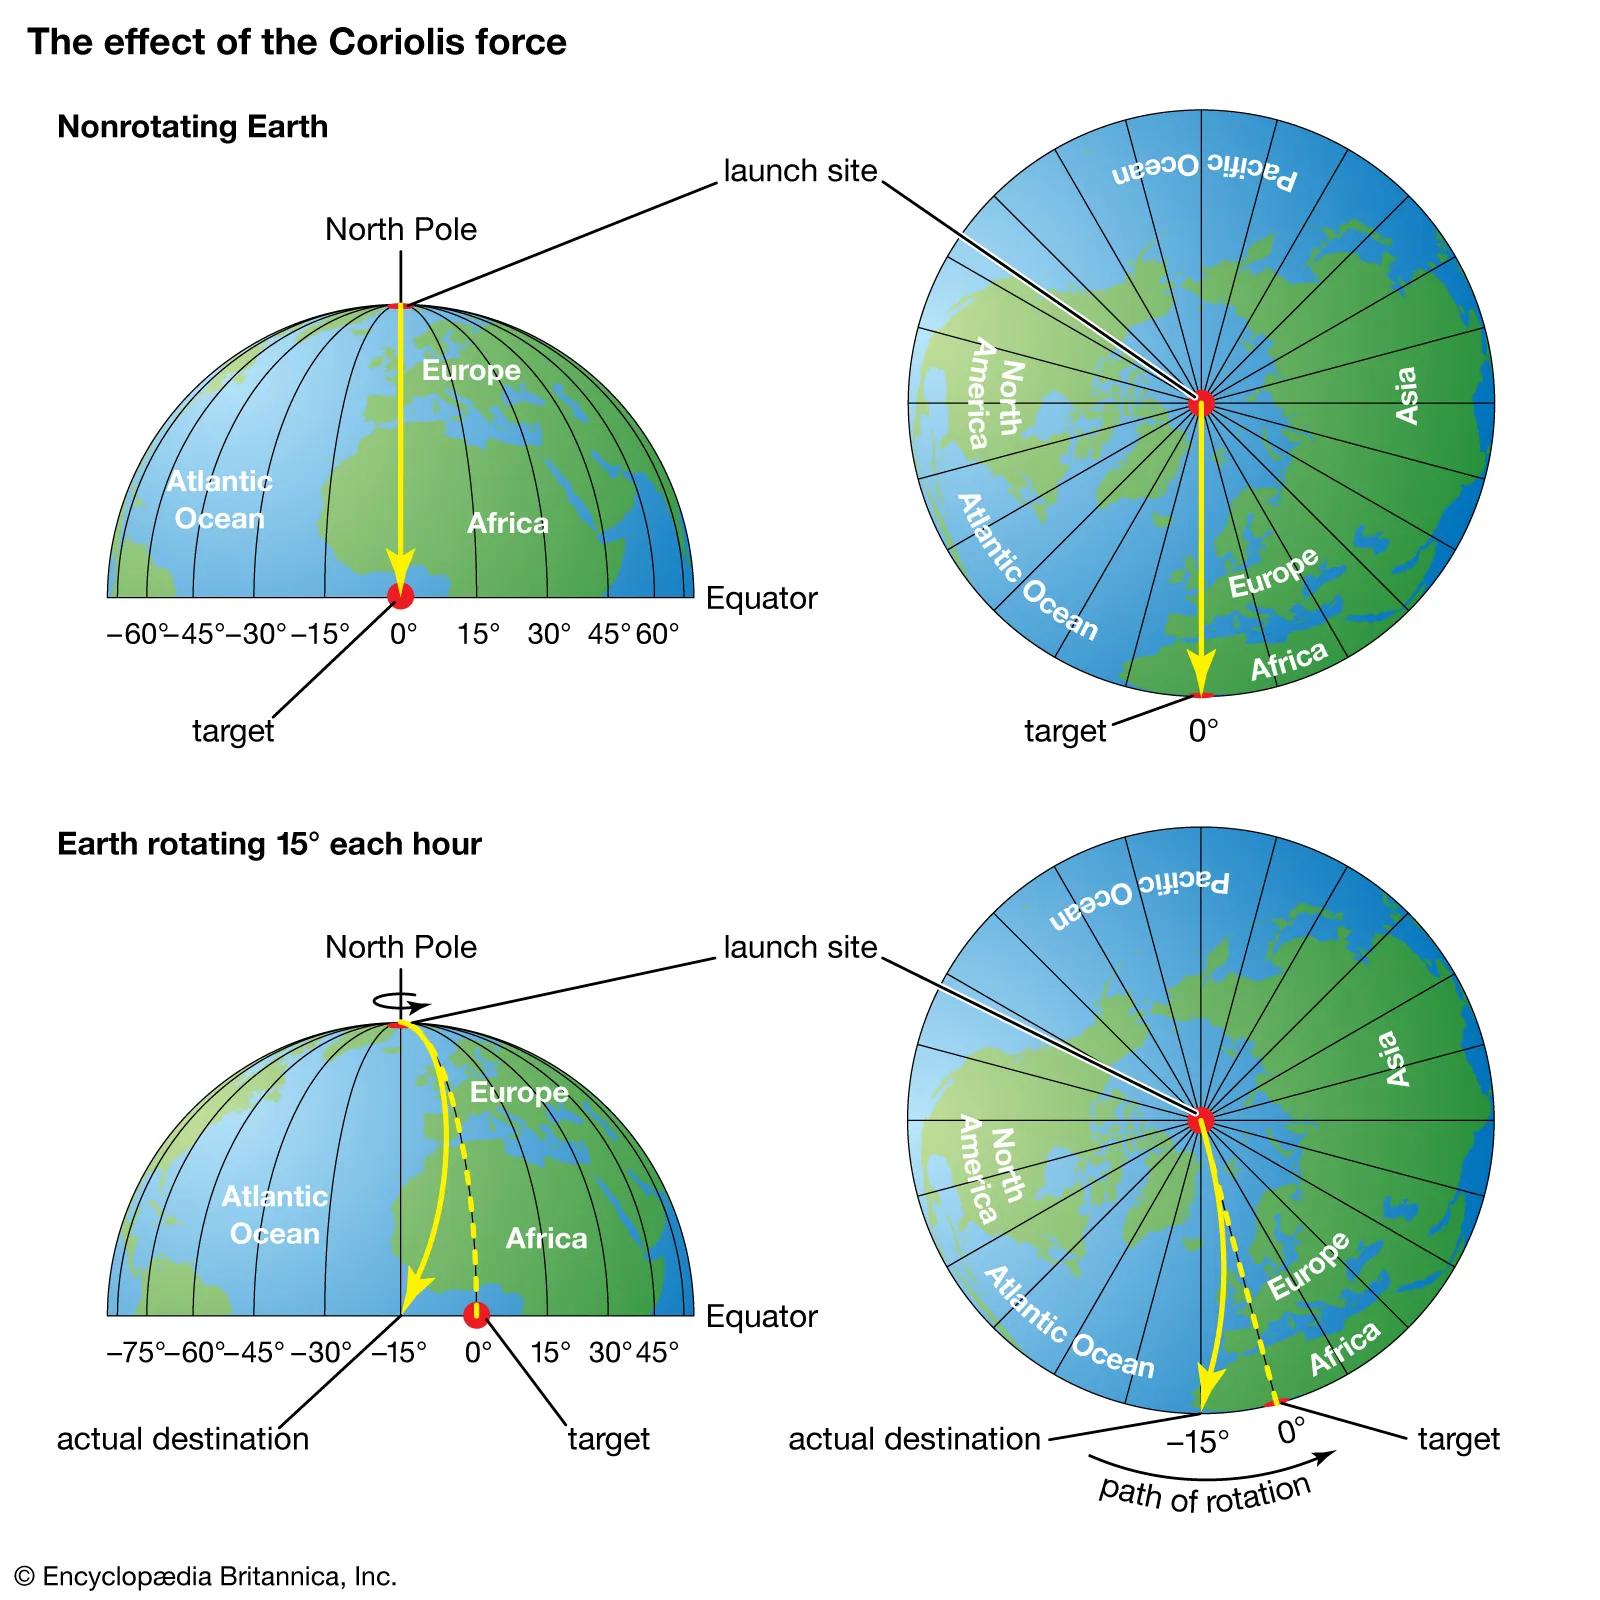 The effect of the Coriolis force
Nonrotating Earth
launch site
North Pole
Europe
Atlantic
Ocean
Africa
Equator
–60° –45° –30° –15° 0° 15° 30° 45° 60°
target
Pacific Ocean
North
America
Asia
Atlantic Ocean
Europe
Africa
target
0°
Earth rotating 15° each hour
North Pole
launch site
Europe
Atlantic
Ocean
Africa
Equator
–75° –60° –45° –30° –15° 0° 15° 30° 45°
actual destination
target
Pacific Ocean
North
America
Asia
Atlantic Ocean
Europe
Africa
actual destination
–15°
0°
target
path of rotation
© Encyclopædia Britannica, Inc.